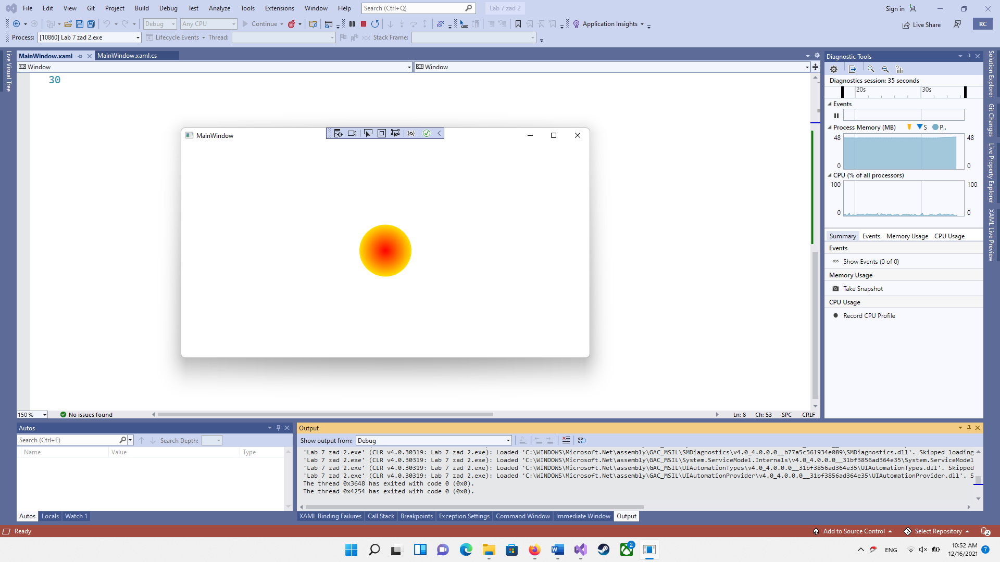 File Edit View Git Project Build Debug Test Analyze Tools Extensions Window Help Search (Ctrl+Q) Lab 7 zad 2 Sign in
Debug Any CPU Continue Application Insights Live Share RC
Process: [10860] Lab 7 zad 2.exe Lifecycle Events Thread: Stack Frame:
Live Visual Tree
MainWindow.xaml MainWindow.xaml.cs
Window Window
30
MainWindow
150 % No issues found Ln: 8 Ch: 53 SPC CRLF
Diagnostic Tools
Diagnostics session: 35 seconds
20s 30s
Events
Process Memory (MB) S P..
48 48
0 0
CPU (% of all processors)
100 100
0 0
Summary Events Memory Usage CPU Usage
Events
Show Events (0 of 0)
Memory Usage
Take Snapshot
CPU Usage
Record CPU Profile
Solution Explorer
Git Changes
Live Property Explorer
XAML Live Preview
Autos
Search (Ctrl+E) Search Depth:
Name Value Type
Autos Locals Watch 1
Output
Show output from: Debug
'Lab 7 zad 2.exe' (CLR v4.0.30319: Lab 7 zad 2.exe): Loaded 'C:\WINDOWS\Microsoft.Net\assembly\GAC_MSIL\SMDiagnostics\v4.0_4.0.0.0__b77a5c561934e089\SMDiagnostics.dll'. Skipped loading
'Lab 7 zad 2.exe' (CLR v4.0.30319: Lab 7 zad 2.exe): Loaded 'C:\WINDOWS\Microsoft.Net\assembly\GAC_MSIL\System.ServiceModel.Internals\v4.0_4.0.0.0__31bf3856ad364e35\System.ServiceModel
'Lab 7 zad 2.exe' (CLR v4.0.30319: Lab 7 zad 2.exe): Loaded 'C:\WINDOWS\Microsoft.Net\assembly\GAC_MSIL\UIAutomationTypes\v4.0_4.0.0.0__31bf3856ad364e35\UIAutomationTypes.dll'. Skipped
'Lab 7 zad 2.exe' (CLR v4.0.30319: Lab 7 zad 2.exe): Loaded 'C:\WINDOWS\Microsoft.Net\assembly\GAC_MSIL\UIAutomationProvider\v4.0_4.0.0.0__31bf3856ad364e35\UIAutomationProvider.dll'. S
The thread 0x3648 has exited with code 0 (0x0).
The thread 0x4254 has exited with code 0 (0x0).
XAML Binding Failures Call Stack Breakpoints Exception Settings Command Window Immediate Window Output
Ready Add to Source Control Select Repository 2
2 ENG 10:52 AM 7
12/16/2021